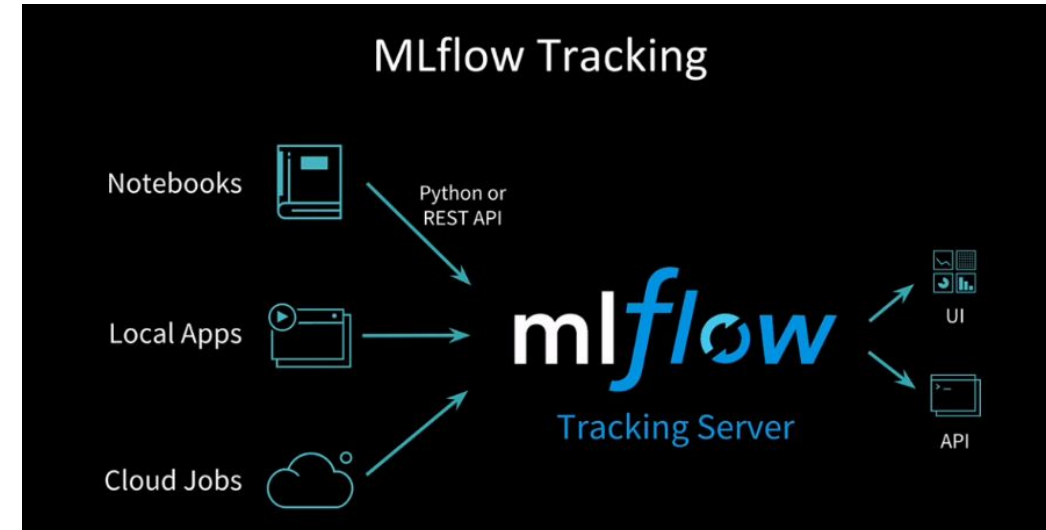 MLflow Tracking
Notebooks
Python or
REST API
Local Apps
mlflow
Tracking Server
UI
API
Cloud Jobs